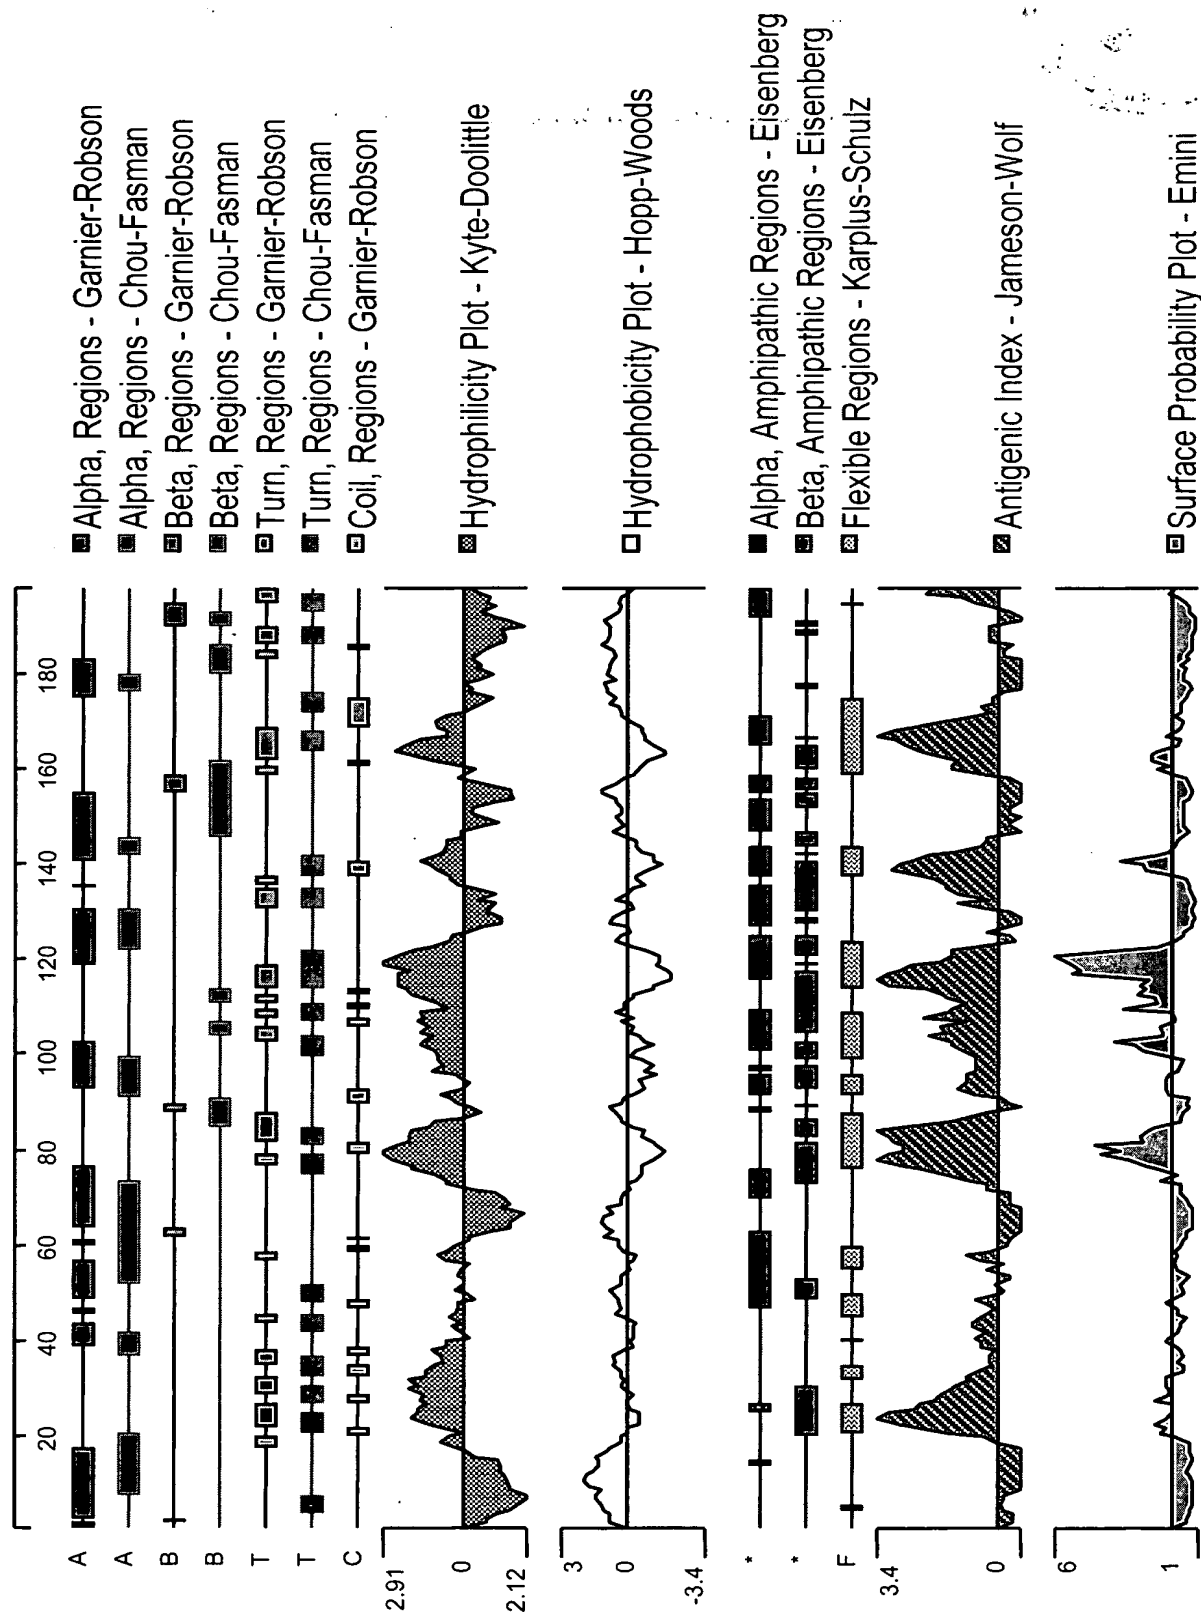 20 40 60 80 100 120 140 160 180
A Alpha, Regions - Garnier-Robson
A Alpha, Regions - Chou-Fasman
B Beta, Regions - Garnier-Robson
B Beta, Regions - Chou-Fasman
T Turn, Regions - Garnier-Robson
T Turn, Regions - Chou-Fasman
C Coil, Regions - Garnier-Robson
2.91
0 Hydrophilicity Plot - Kyte-Doolittle
2.12
3
0 Hydrophobicity Plot - Hopp-Woods
-3.4
* Alpha, Amphipathic Regions - Eisenberg
* Beta, Amphipathic Regions - Eisenberg
F Flexible Regions - Karplus-Schulz
3.4
0 Antigenic Index - Jameson-Wolf
6
1 Surface Probability Plot - Emini